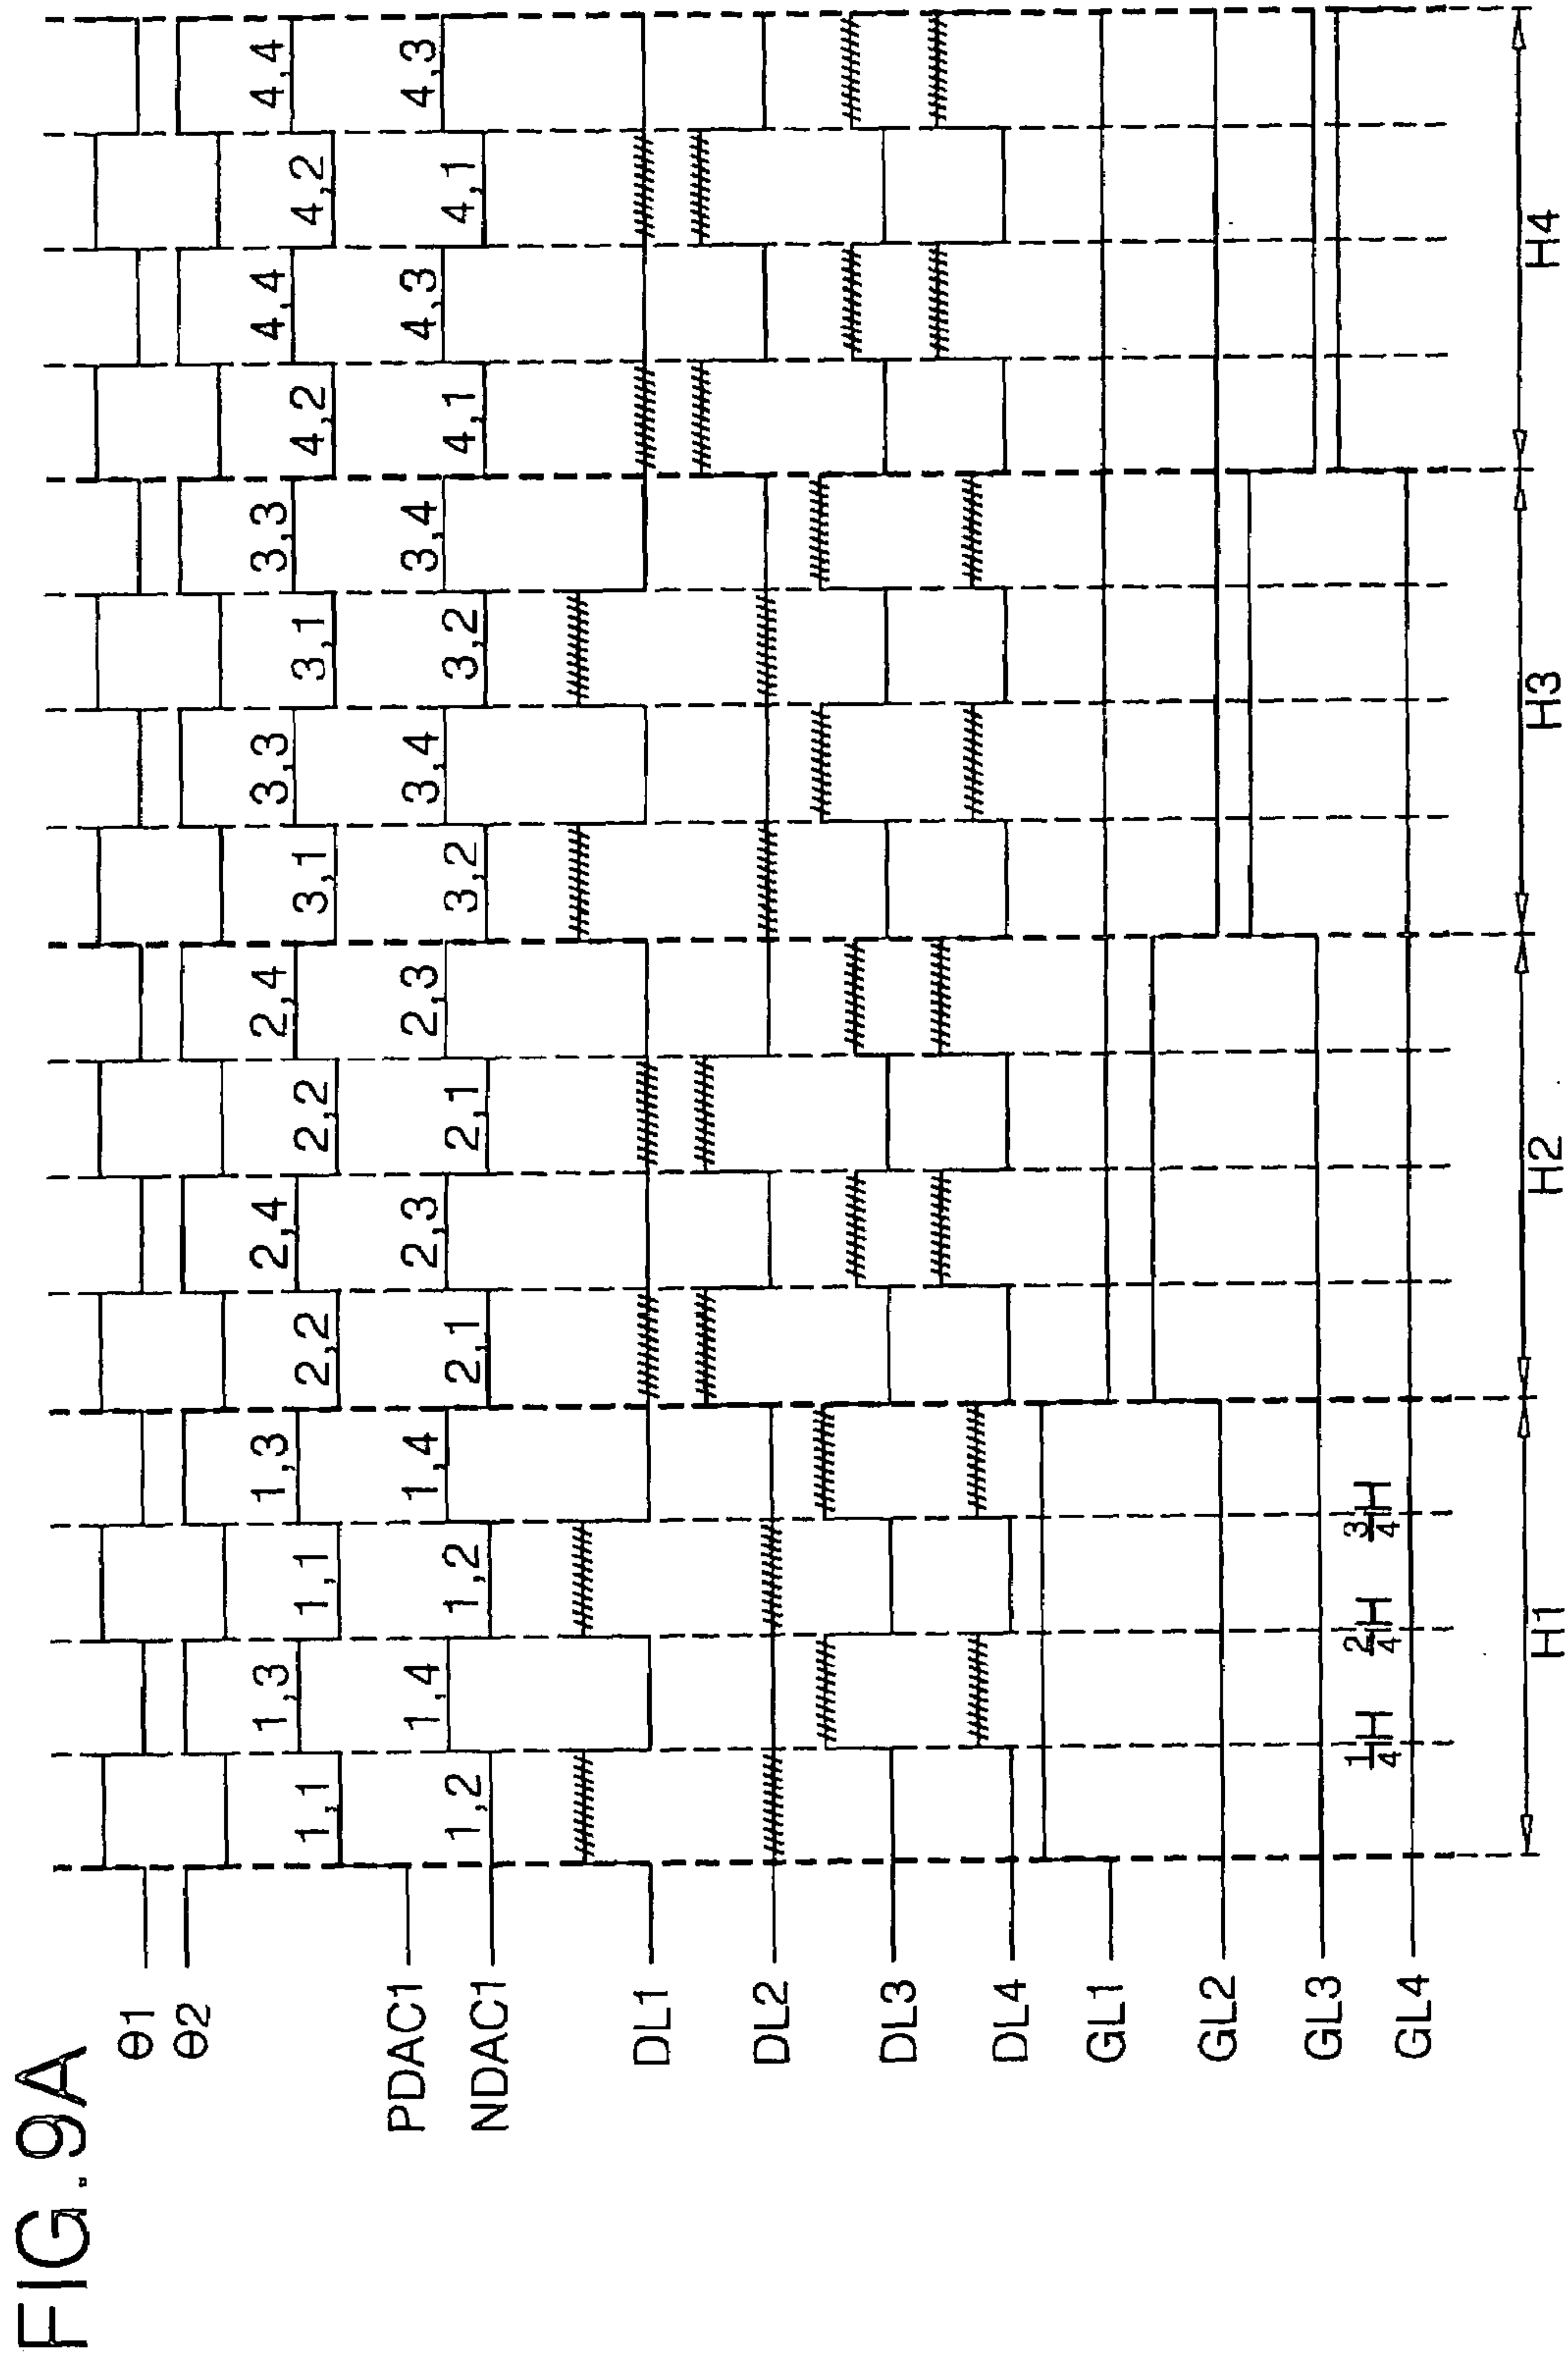 FIG.9A
θ1
θ2
1,1 1,3 1,1 1,3 2,2 2,4 2,2 2,4 3,1 3,3 3,1 3,3 4,2 4,4 4,2 4,4
PDAC1
1,2 1,4 1,2 1,4 2,1 2,3 2,1 2,3 3,2 3,4 3,2 3,4 4,1 4,3 4,1 4,3
NDAC1
DL1
DL2
DL3
DL4
GL1
GL2
GL3
1/4H 2/4H 3/4H
GL4
H1 H2 H3 H4